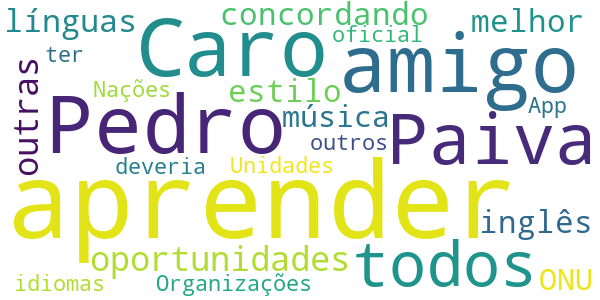 línguas Caro concordando melhor
ter oficial amigo
outras Nações estilo App
Pedro música Paiva
outros
deveria Unidades
aprender inglês
oportunidades todos
idiomas Organizações ONU